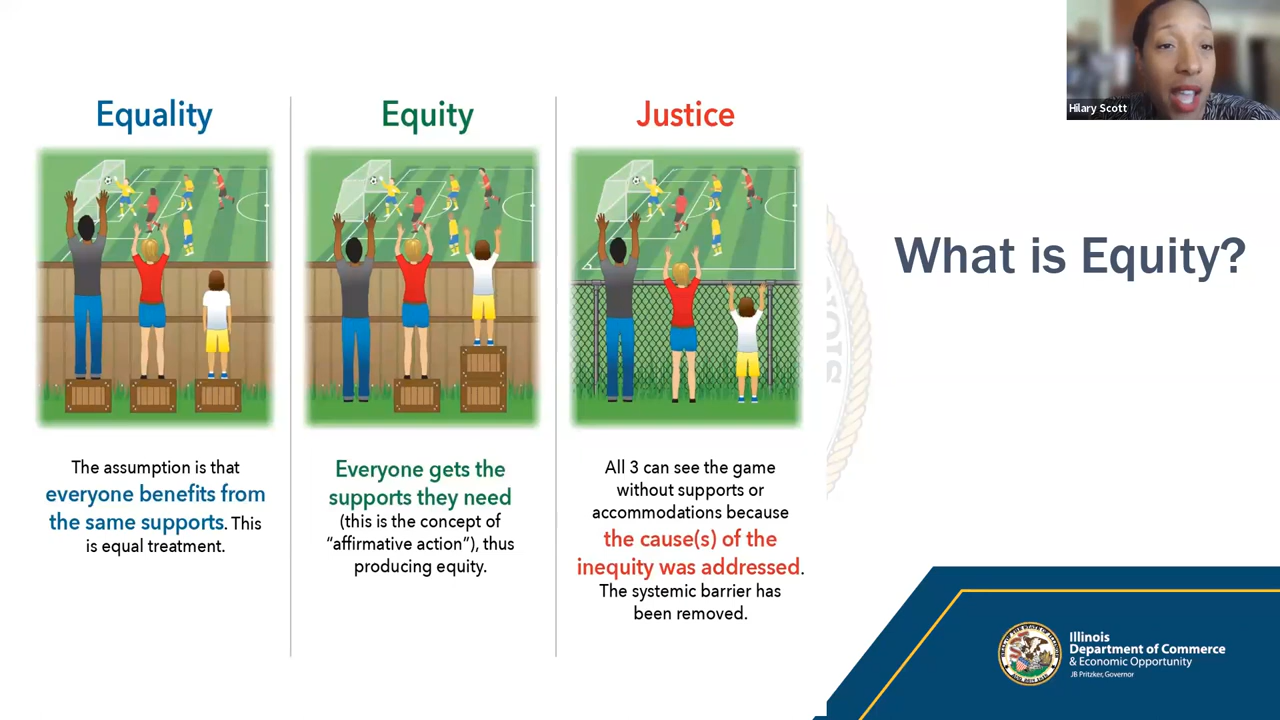 Hilary Scott
Equality
The assumption is that
everyone benefits from
the same supports. This
is equal treatment.
Equity
Everyone gets the
supports they need
(this is the concept of
“affirmative action”), thus
producing equity.
Justice
All 3 can see the game
without supports or
accommodations because
the cause(s) of the
inequity was addressed.
The systemic barrier has
been removed.
What is Equity?
Illinois
Department of Commerce
& Economic Opportunity
JB Pritzker, Governor